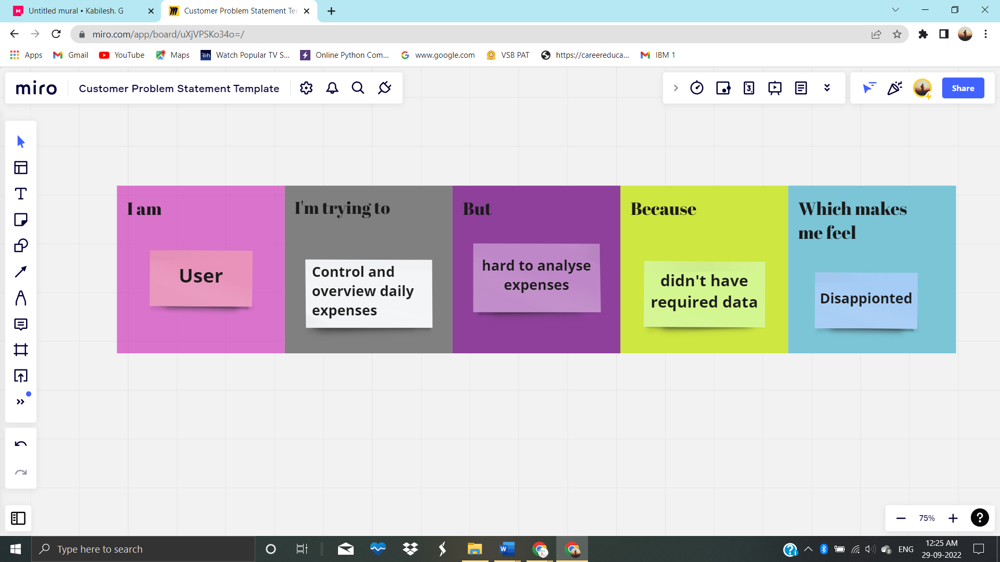 Untitled mural • Kabilesh. G
Customer Problem Statement Te
miro.com/app/board/uXjVPSKo34o=/
Apps
Gmail
YouTube
Maps
Watch Popular TV S...
Online Python Com...
www.google.com
VSB PAT
https://careereduca...
IBM 1
miro
Customer Problem Statement Template
3
Share
I am
User
I'm trying to
Control and
overview daily
expenses
But
hard to analyse
expenses
Because
didn't have
required data
Which makes
me feel
Disappionted
75%
?
Type here to search
ENG
12:25 AM
29-09-2022